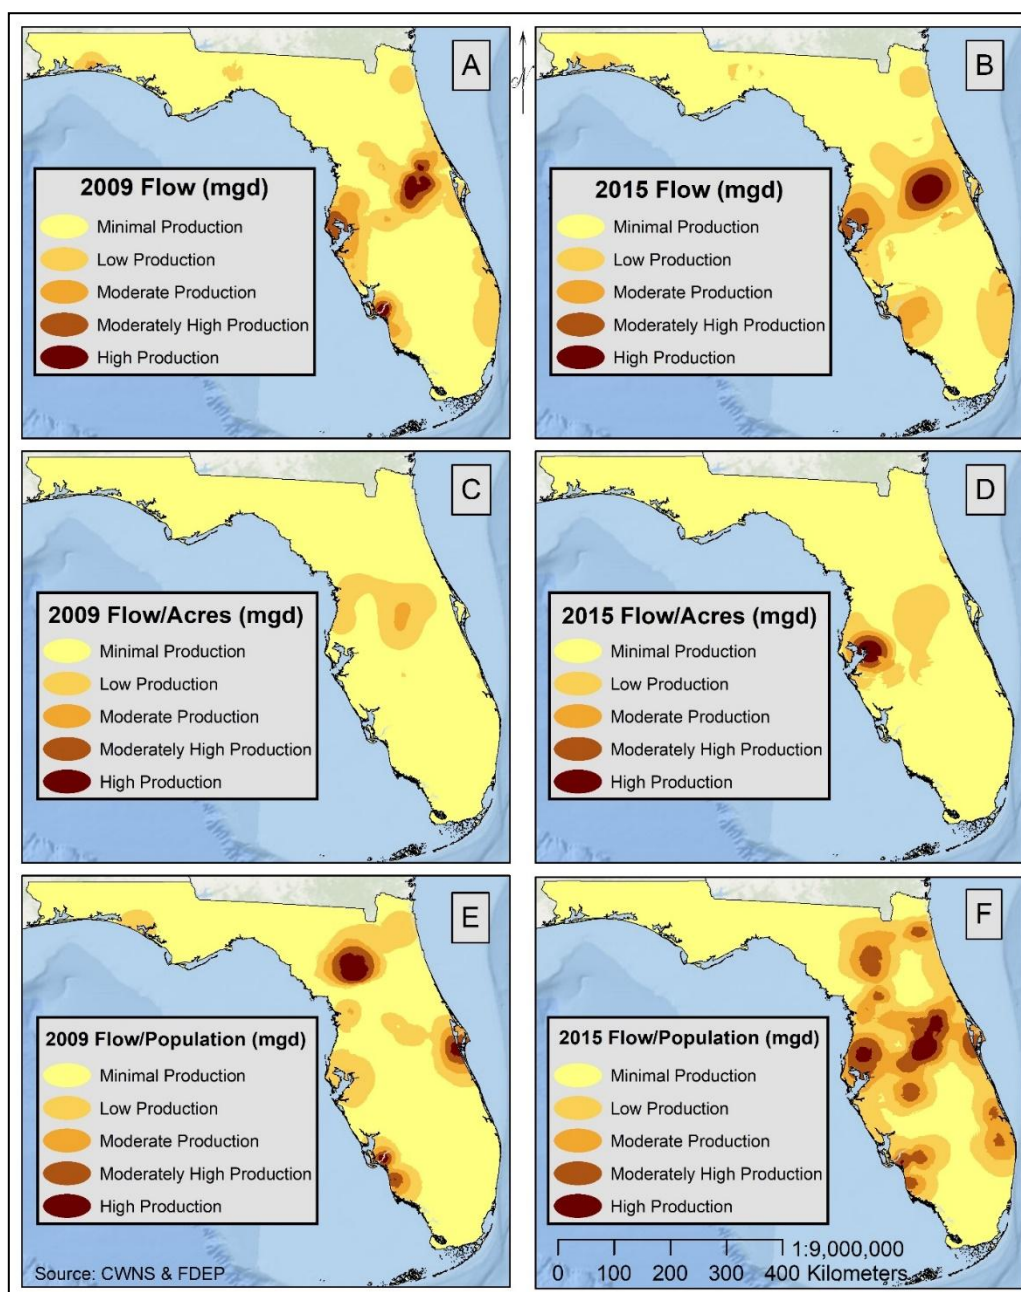 A
2009 Flow (mgd)
Minimal Production
Low Production
Moderate Production
Moderately High Production
High Production
N
B
2015 Flow (mgd)
Minimal Production
Low Production
Moderate Production
Moderately High Production
High Production
C
2009 Flow/Acres (mgd)
Minimal Production
Low Production
Moderate Production
Moderately High Production
High Production
D
2015 Flow/Acres (mgd)
Minimal Production
Low Production
Moderate Production
Moderately High Production
High Production
E
2009 Flow/Population (mgd)
Minimal Production
Low Production
Moderate Production
Moderately High Production
High Production
Source: CWNS & FDEP
F
2015 Flow/Population (mgd)
Minimal Production
Low Production
Moderate Production
Moderately High Production
High Production
1:9,000,000
0 100 200 300 400 Kilometers